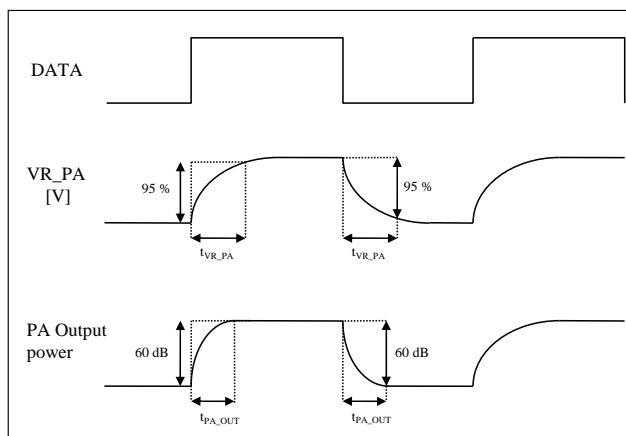 DATA
VR_PA
[V]
95 %
95 %
tVR_PA
tVR_PA
PA Output
power
60 dB
60 dB
tPA_OUT
tPA_OUT